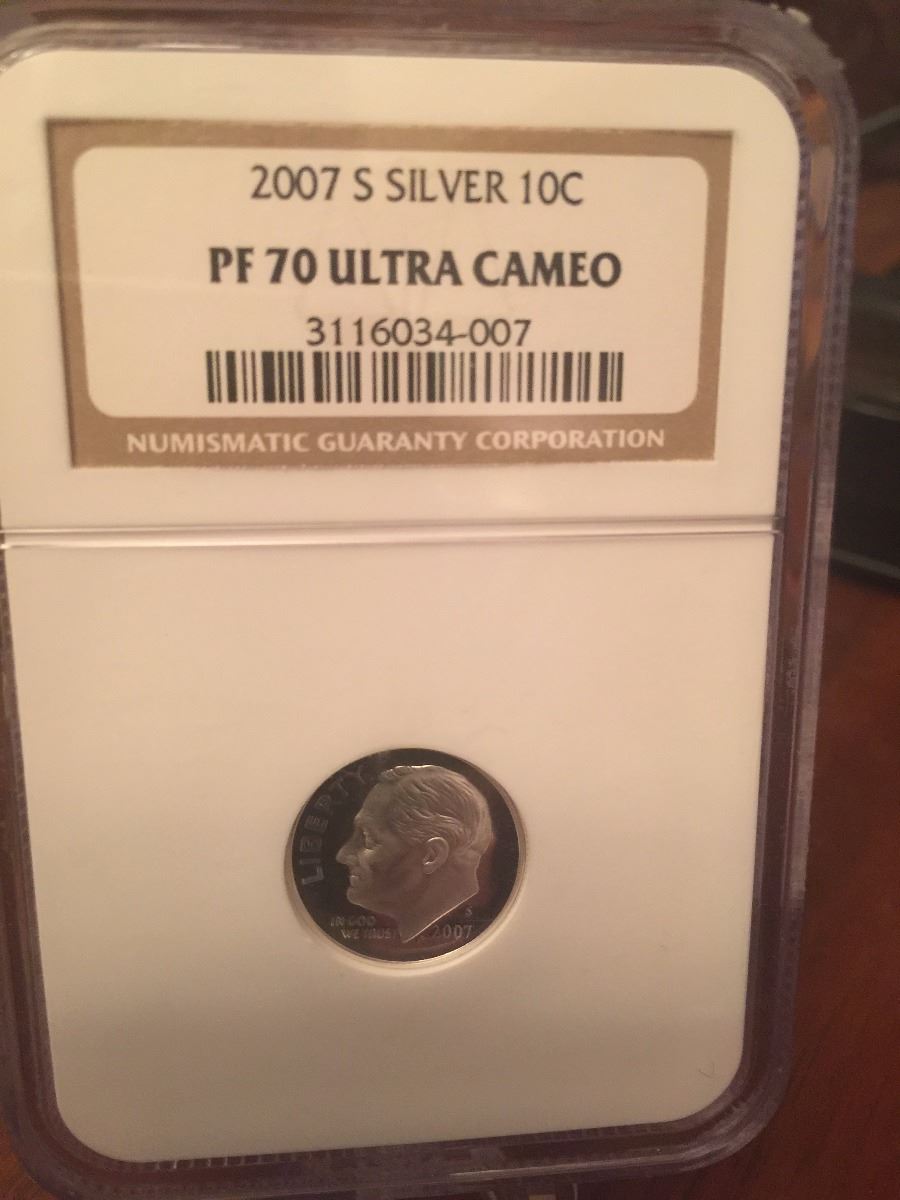 2007 S SILVER 10C
PF 70 ULTRA CAMEO
3116034-007
NUMISMATIC GUARANTY CORPORATION
LIBERTY
IN GOD
WE TRUST
S
2007